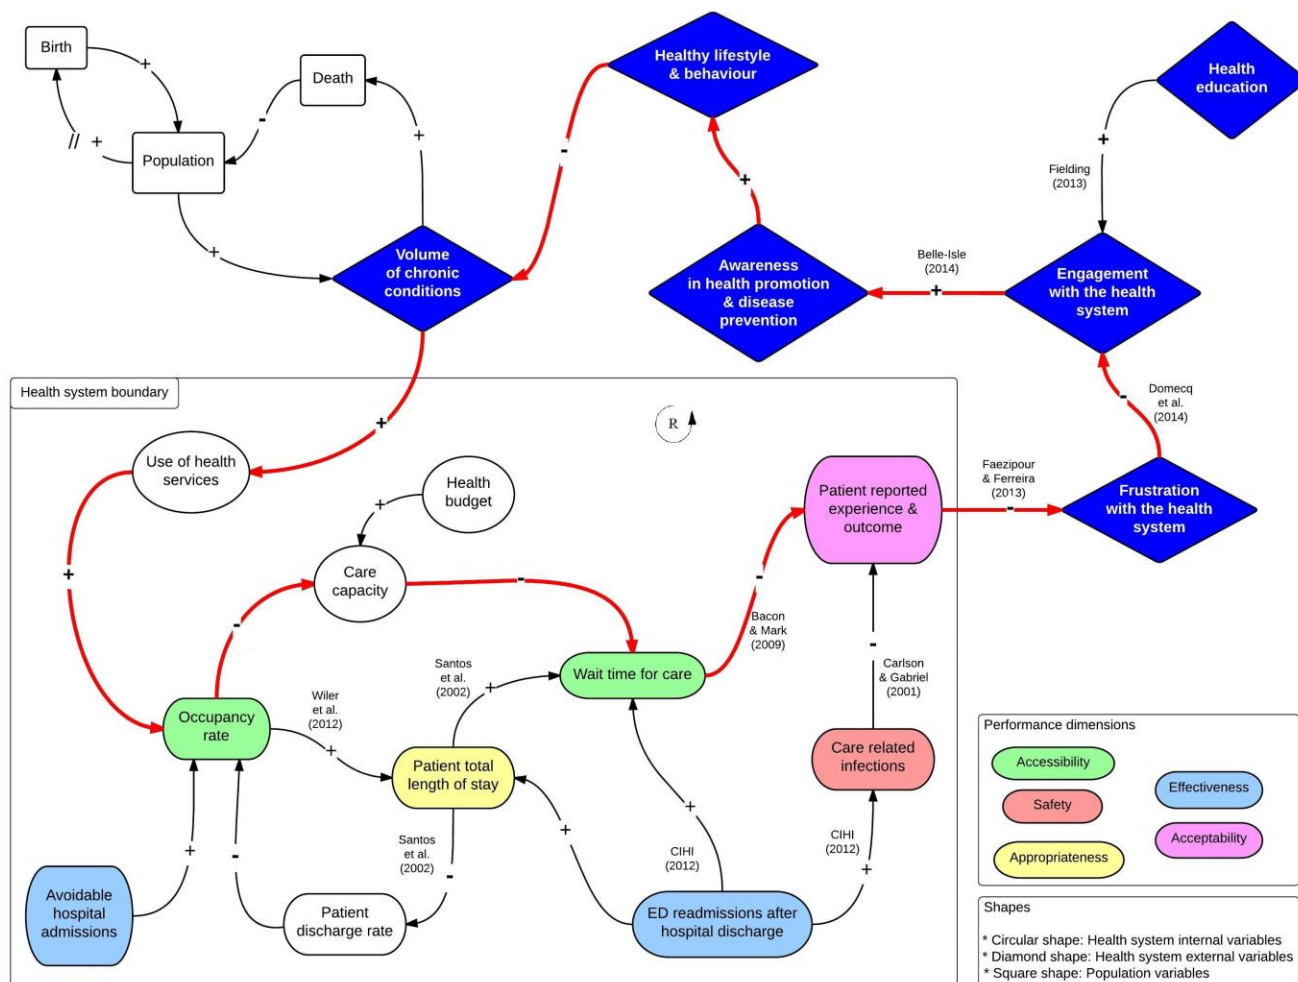 Birth
+
Death
-
// +
Population
+
+
Healthy lifestyle
& behaviour
-
Health
education
+
Fielding
(2013)
+
Volume
of chronic
conditions
Awareness
in health promotion
& disease
prevention
Belle-Isle
(2014)
+
Engagement
with the health
system
-
Domecq
et al.
(2014)
Frustration
with the health
system
Faezipour
& Ferreira
(2013)
-
Health system boundary
+
R
Use of health
services
+
Health
budget
+
Care
capacity
-
-
Patient reported
experience &
outcome
-
Bacon
& Mark
(2009)
-
Carlson
& Gabriel
(2001)
Santos
et al.
(2002)
+
Wait time for care
Occupancy
rate
Wiler
et al.
(2012)
+
Patient total
length of stay
Care related
infections
+
-
Santos
et al.
(2002)
-
+
CIHI
(2012)
+
CIHI
(2012)
+
Avoidable
hospital
admissions
Patient
discharge rate
ED readmissions after
hospital discharge
Performance dimensions
Accessibility
Effectiveness
Safety
Acceptability
Appropriateness
Shapes
* Circular shape: Health system internal variables
* Diamond shape: Health system external variables
* Square shape: Population variables